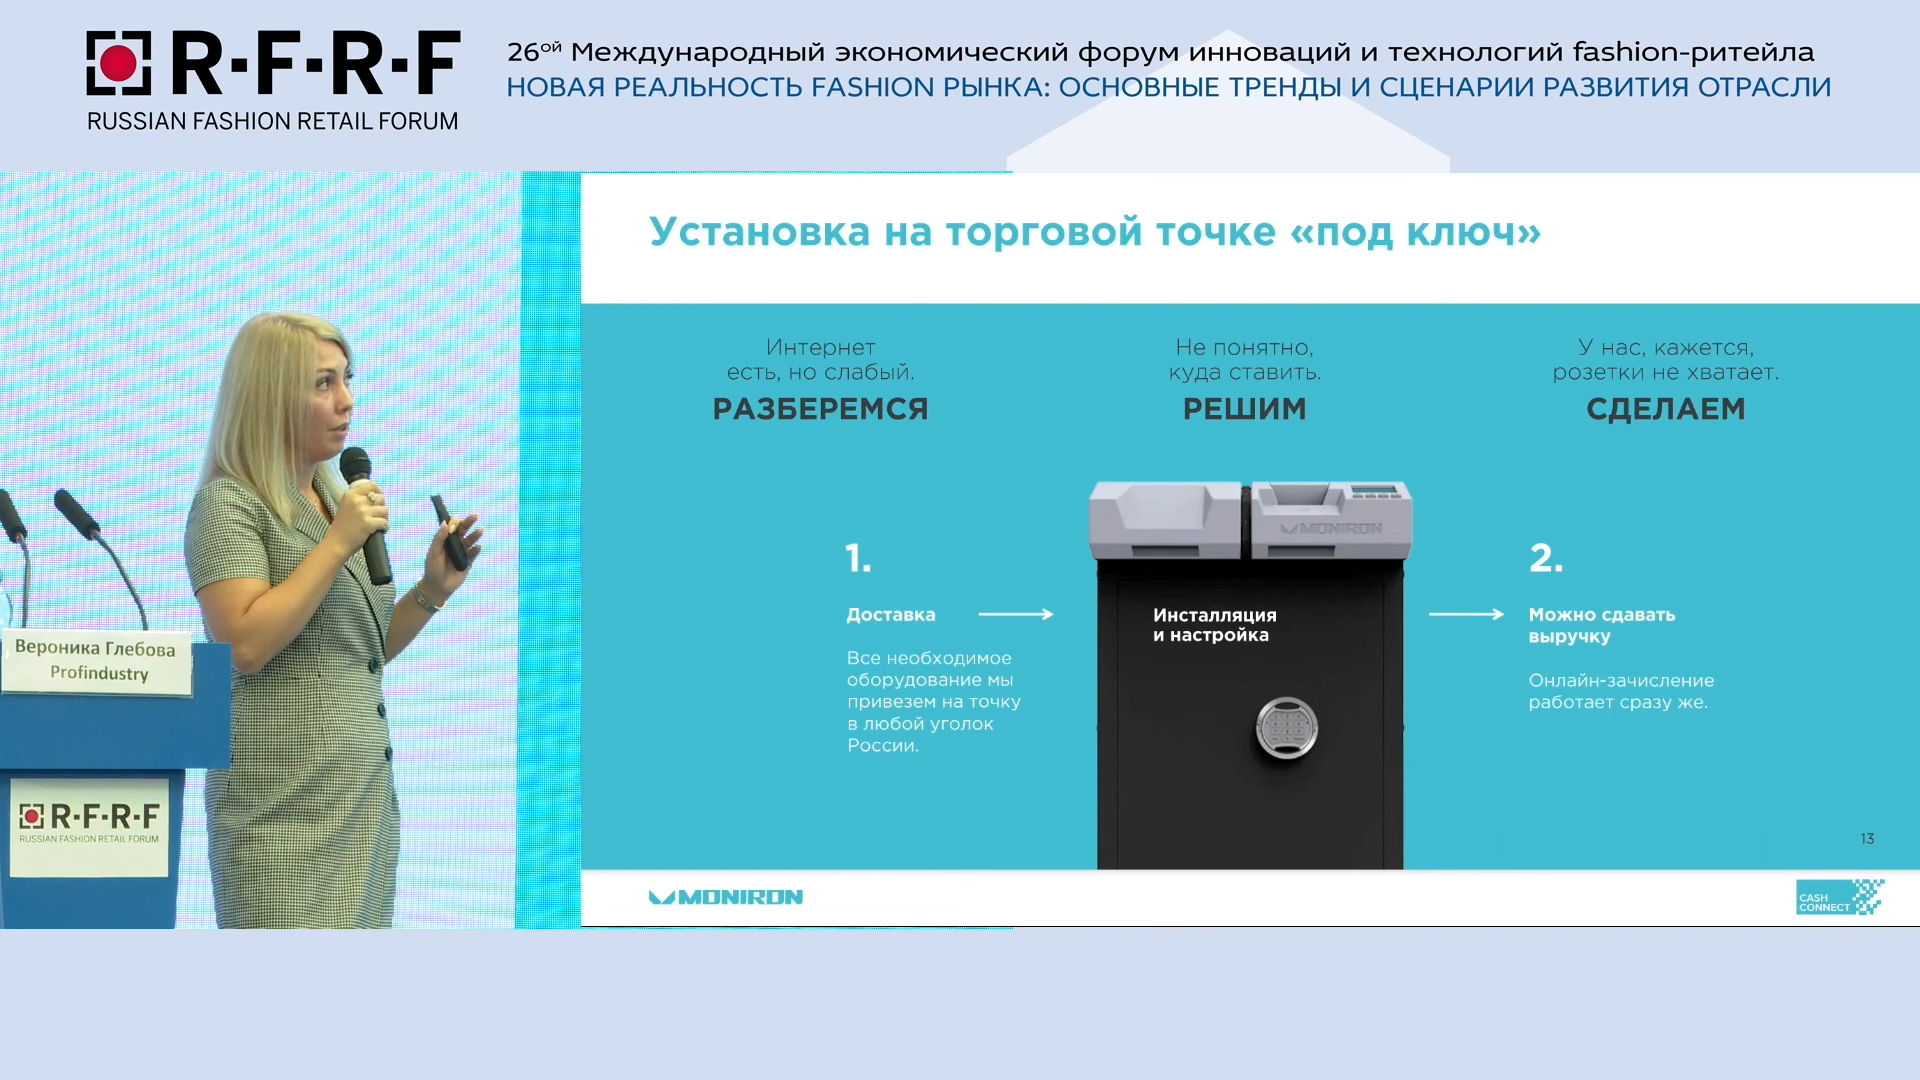 R·F·R·F
RUSSIAN FASHION RETAIL FORUM
26ой Международный экономический форум инноваций и технологий fashion-ритейла
НОВАЯ РЕАЛЬНОСТЬ FASHION РЫНКА: ОСНОВНЫЕ ТРЕНДЫ И СЦЕНАРИИ РАЗВИТИЯ ОТРАСЛИ
Установка на торговой точке «под ключ»
Интернет
есть, но слабый.
РАЗБЕРЕМСЯ
Не понятно,
куда ставить.
РЕШИМ
У нас, кажется,
розетки не хватает.
СДЕЛАЕМ
MONIRON
1.
Доставка
Все необходимое
оборудование мы
привезем на точку
в любой уголок
России.
Инсталляция
и настройка
2.
Можно сдавать
выручку
Онлайн-зачисление
работает сразу же.
13
MONIRON
CASH
CONNECT
Вероника Глебова
Profindustry
R·F·R·F
RUSSIAN FASHION RETAIL FORUM